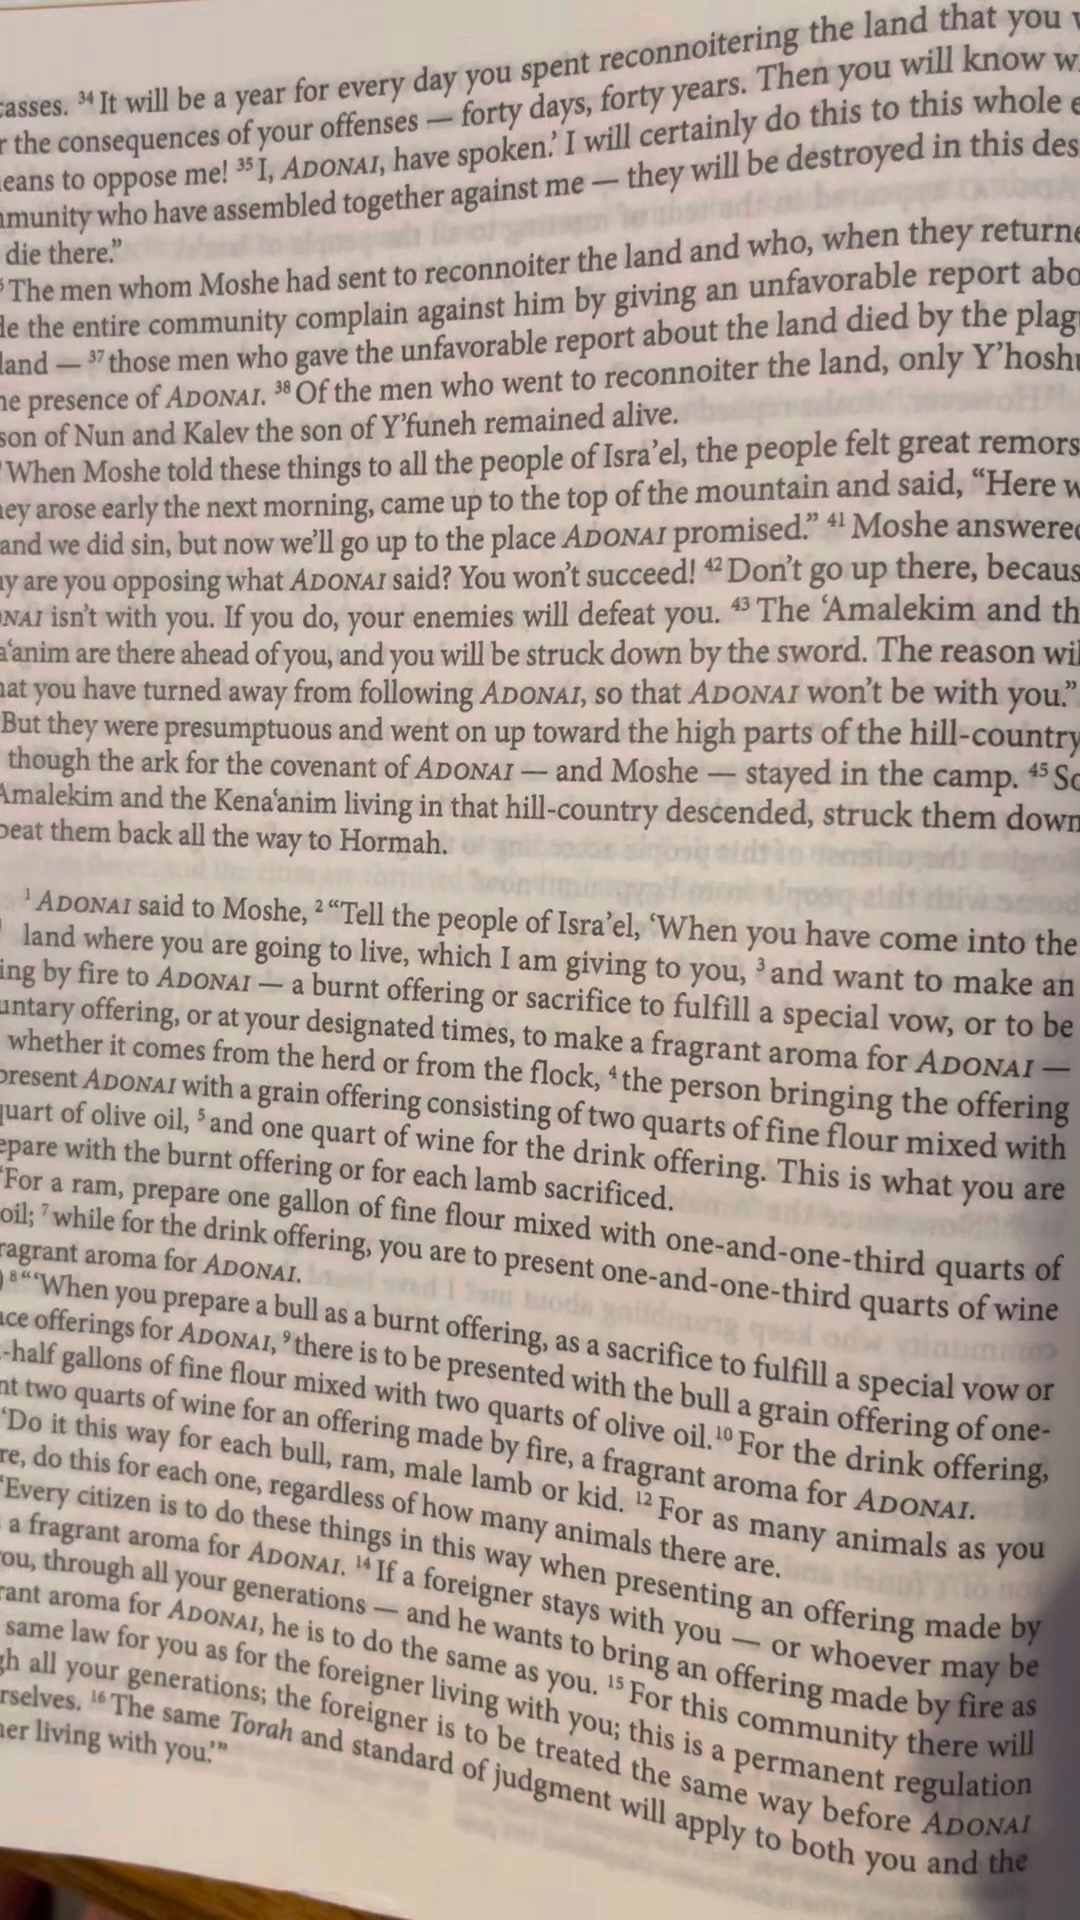 casses. 34 It will be a year for every day you spent reconnoitering the land that you
the consequences of your offenses — forty days, forty years. Then you will know
means to oppose me! 35 I, ADONAI, have spoken.’ I will certainly do this to this whole
mmunity who have assembled together against me — they will be destroyed in this des
die there.”
The men whom Moshe had sent to reconnoiter the land and who, when they returne
de the entire community complain against him by giving an unfavorable report abo
land — 37 those men who gave the unfavorable report about the land died by the plag
he presence of ADONAI. 38 Of the men who went to reconnoiter the land, only Y’hoshu
son of Nun and Kalev the son of Y’funeh remained alive.
When Moshe told these things to all the people of Isra’el, the people felt great remors
hey arose early the next morning, came up to the top of the mountain and said, “Here w
and we did sin, but now we’ll go up to the place ADONAI promised.” 41 Moshe answered
hy are you opposing what ADONAI said? You won’t succeed! 42 Don’t go up there, becaus
ONAI isn’t with you. If you do, your enemies will defeat you. 43 The ‘Amalekim and th
a‘anim are there ahead of you, and you will be struck down by the sword. The reason wil
hat you have turned away from following ADONAI, so that ADONAI won’t be with you.”
But they were presumptuous and went on up toward the high parts of the hill-country
though the ark for the covenant of ADONAI — and Moshe — stayed in the camp. 45 So
Amalekim and the Kena‘anim living in that hill-country descended, struck them down
beat them back all the way to Hormah.
1 ADONAI said to Moshe, 2 “Tell the people of Isra’el, ‘When you have come into the
land where you are going to live, which I am giving to you, 3 and want to make an
ing by fire to ADONAI — a burnt offering or sacrifice to fulfill a special vow, or to be
untary offering, or at your designated times, to make a fragrant aroma for ADONAI —
whether it comes from the herd or from the flock, 4 the person bringing the offering
present ADONAI with a grain offering consisting of two quarts of fine flour mixed with
quart of olive oil, 5 and one quart of wine for the drink offering. This is what you are
epare with the burnt offering or for each lamb sacrificed.
‘For a ram, prepare one gallon of fine flour mixed with one-and-one-third quarts of
oil; 7 while for the drink offering, you are to present one-and-one-third quarts of wine
ragrant aroma for ADONAI.
) 8 “‘When you prepare a bull as a burnt offering, as a sacrifice to fulfill a special vow or
ace offerings for ADONAI, 9 there is to be presented with the bull a grain offering of one-
-half gallons of fine flour mixed with two quarts of olive oil. 10 For the drink offering,
nt two quarts of wine for an offering made by fire, a fragrant aroma for ADONAI.
‘Do it this way for each bull, ram, male lamb or kid. 12 For as many animals as you
re, do this for each one, regardless of how many animals there are.
‘Every citizen is to do these things in this way when presenting an offering made by
a fragrant aroma for ADONAI. 14 If a foreigner stays with you — or whoever may be
ou, through all your generations — and he wants to bring an offering made by fire as
rant aroma for ADONAI, he is to do the same as you. 15 For this community there will
same law for you as for the foreigner living with you; this is a permanent regulation
gh all your generations; the foreigner is to be treated the same way before ADONAI
rselves. 16 The same Torah and standard of judgment will apply to both you and the
ner living with you.’”